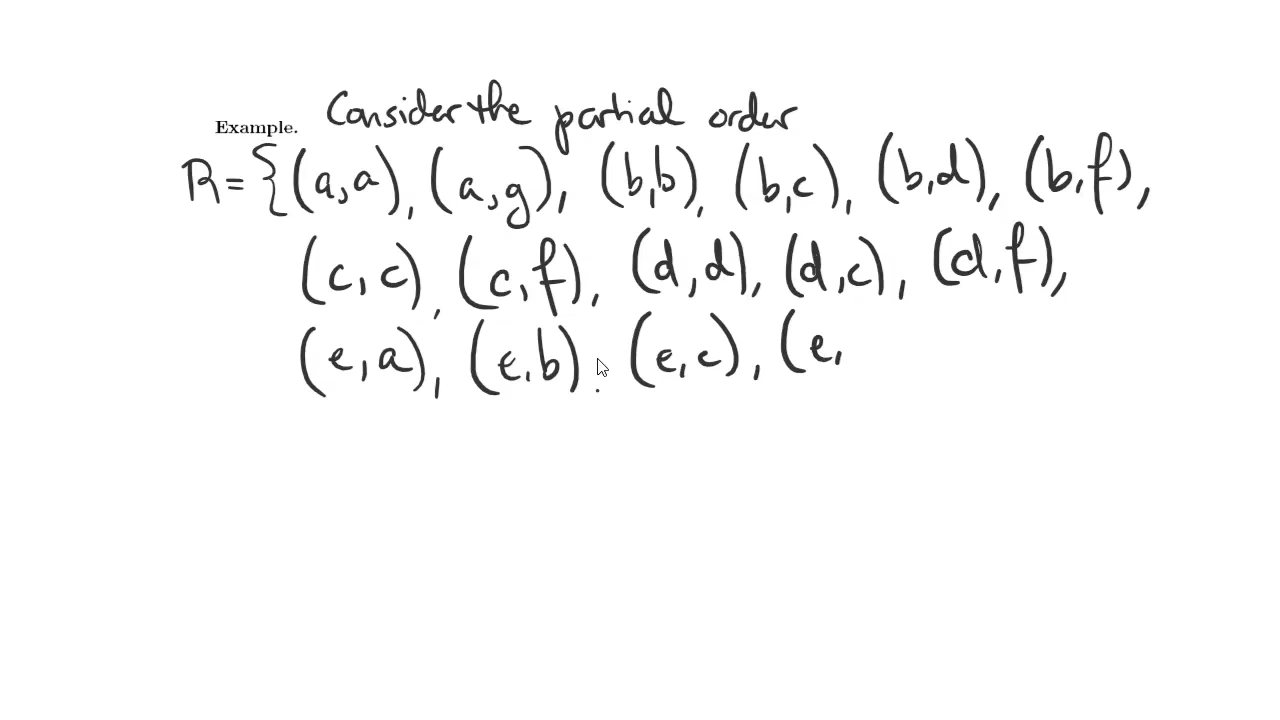 Example. Consider the partial order
R = {(a,a), (a,g), (b,b), (b,c), (b,d), (b,f),
(c,c), (c,f), (d,d), (d,c), (d,f),
(e,a), (e,b), (e,c), (e,